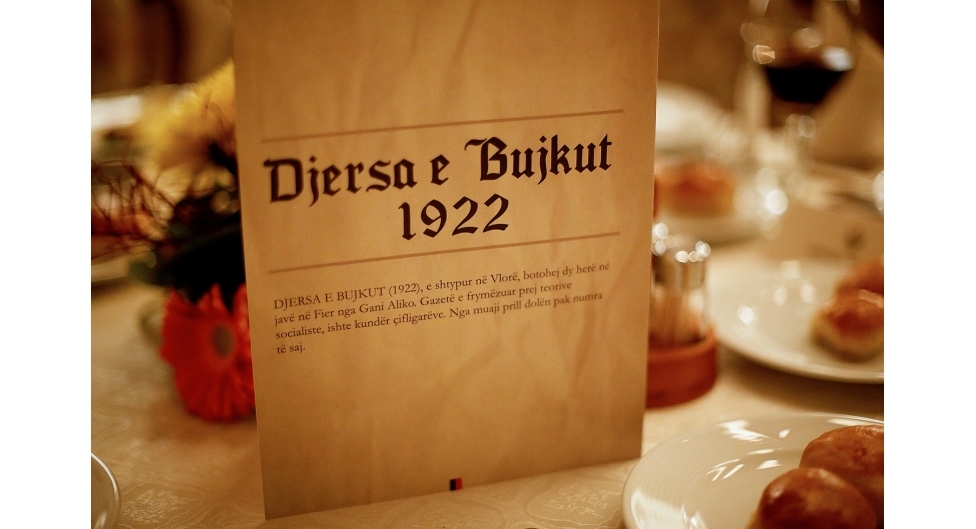 Djersa e Bujkut
1922
DJERSA E BUJKUT (1922), e shtypur në Vlorë, botohej dy herë në
javë në Fier nga Gani Aliko. Gazetë e frymëzuar prej teorive
socialiste, ishte kundër çifligarëve. Nga muaji prill dolën pak numra
të saj.